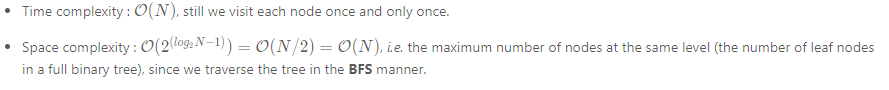 • Time complexity : O(N), still we visit each node once and only once.
• Space complexity : O(2^(log₂ N−1)) = O(N/2) = O(N), i.e. the maximum number of nodes at the same level (the number of leaf nodes
in a full binary tree), since we traverse the tree in the BFS manner.